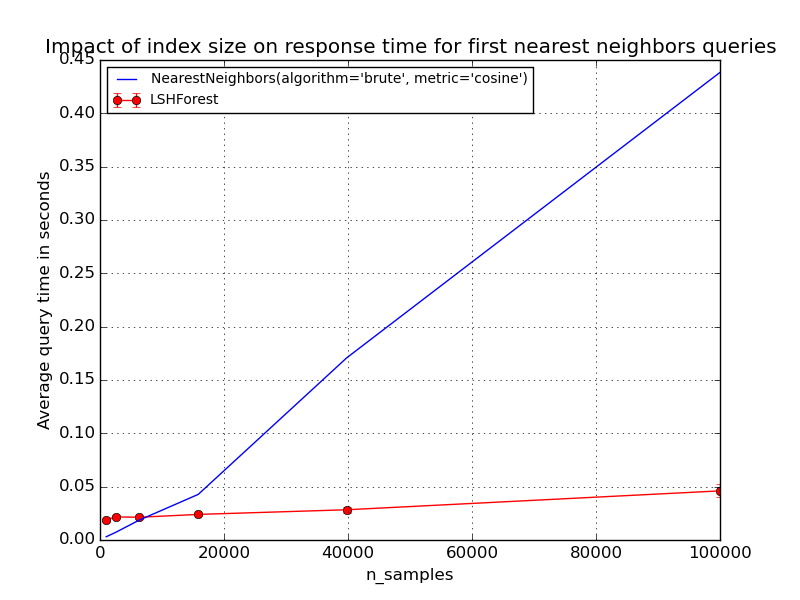 Impact of index size on response time for first nearest neighbors queries
0.45
0.40
0.35
0.30
0.25
0.20
0.15
0.10
0.05
0.00
Average query time in seconds
NearestNeighbors(algorithm='brute', metric='cosine')
LSHForest
0 20000 40000 60000 80000 100000
n_samples